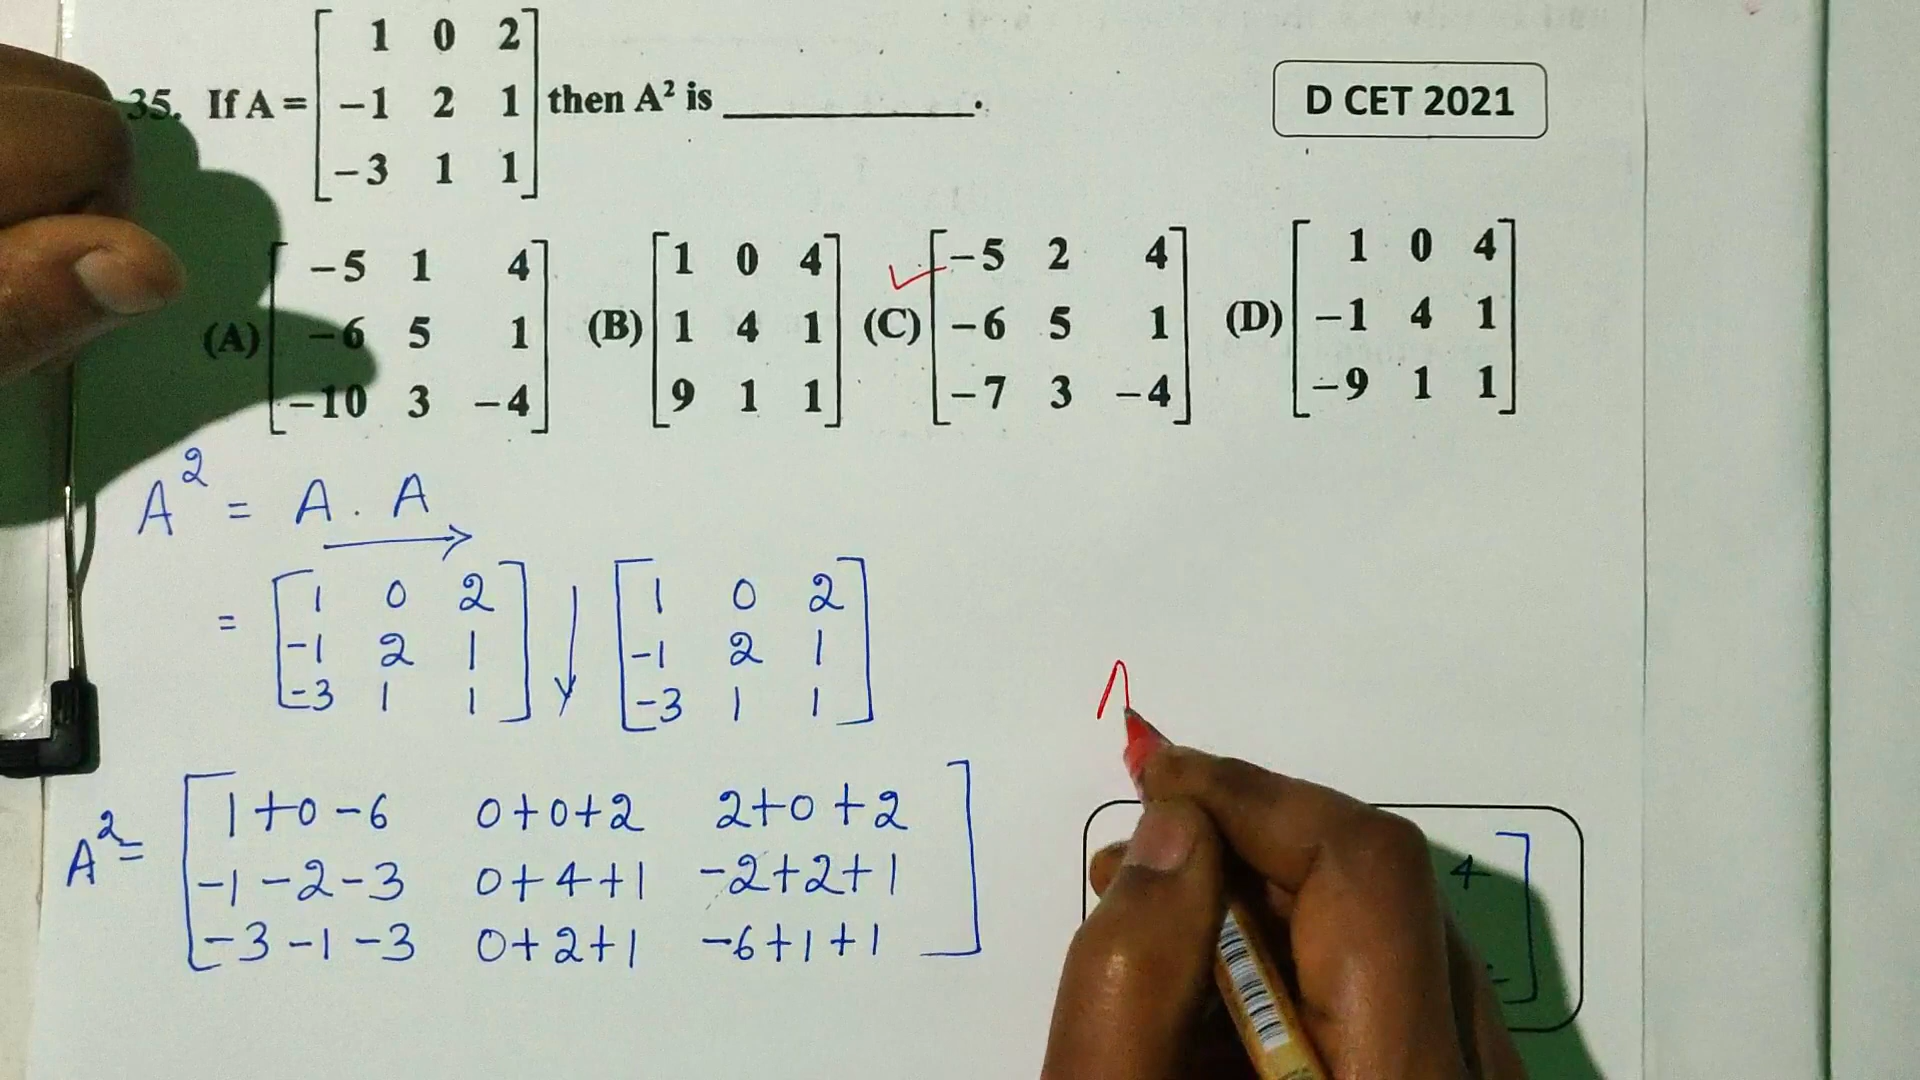 1 0 2
35. If A = -1 2 1 then A² is ____________.
-3 1 1
D CET 2021
-5 1 4
(A) -6 5 1
-10 3 -4
1 0 4
(B) 1 4 1
9 1 1
-5 2 4
(C) -6 5 1
-7 3 -4
1 0 4
(D) -1 4 1
-9 1 1
A² = A . A
= 1 0 2
-1 2 1
-3 1 1
1 0 2
-1 2 1
-3 1 1
A² = 1+0-6 0+0+2 2+0+2
-1-2-3 0+4+1 -2+2+1
-3-1-3 0+2+1 -6+1+1
4